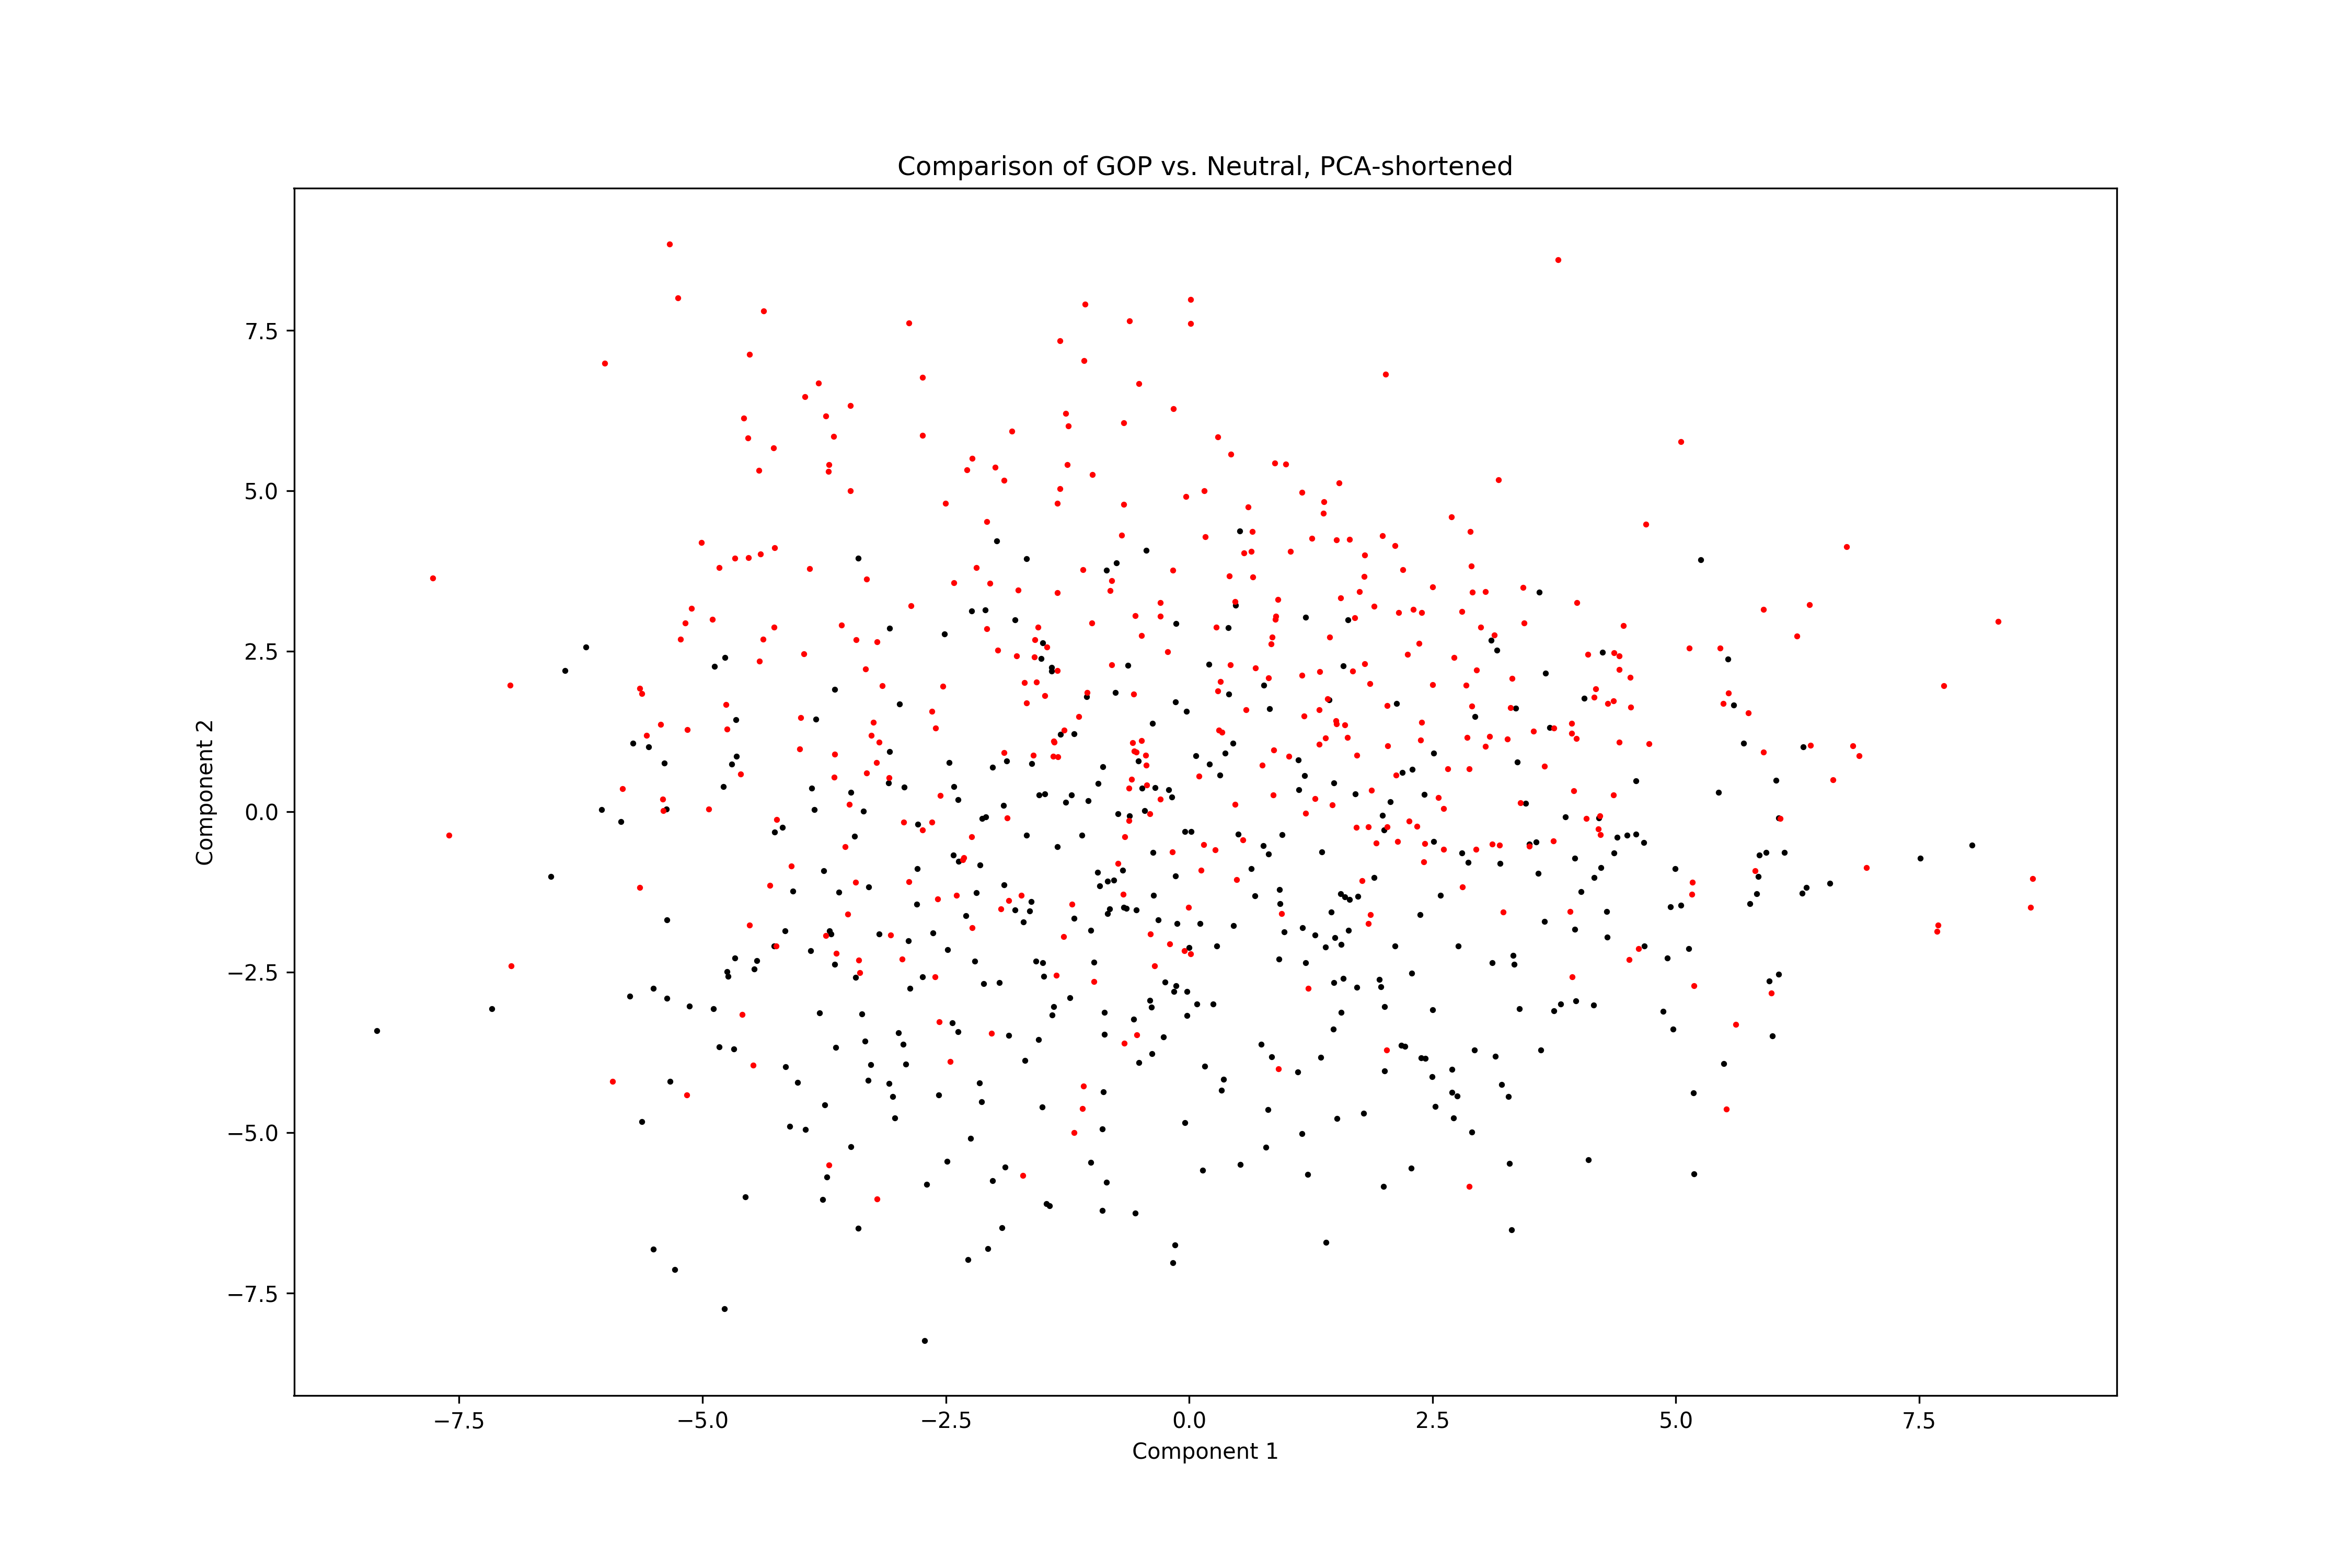 Comparison of GOP vs. Neutral, PCA-shortened
7.5
5.0
2.5
0.0
−2.5
−5.0
−7.5
Component 2
−7.5 −5.0 −2.5 0.0 2.5 5.0 7.5
Component 1